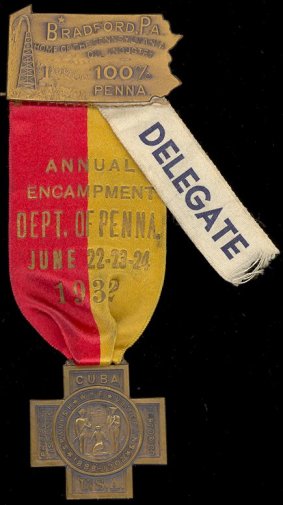 BRADFORD, PA.
HOME OF THE PENNSYLVANIA
OIL INDUSTRY
100%
PENNA
DELEGATE
ANNUAL
ENCAMPMENT
DEPT. OF PENNA.
JUNE 22-23-24
1932
CUBA
U.S.A.